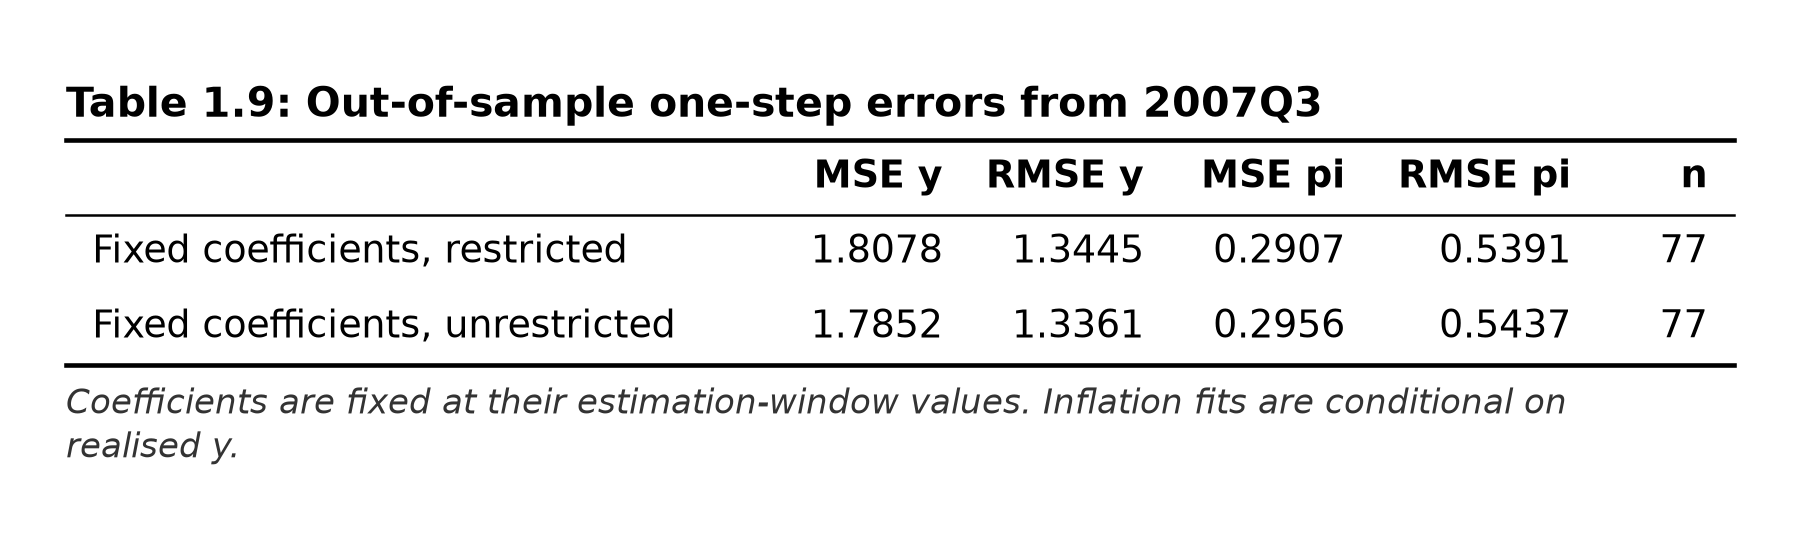 Table 1.9: Out-of-sample one-step errors from 2007Q3
MSE y RMSE y MSE pi RMSE pi n
Fixed coefficients, restricted 1.8078 1.3445 0.2907 0.5391 77
Fixed coefficients, unrestricted 1.7852 1.3361 0.2956 0.5437 77
Coefficients are fixed at their estimation-window values. Inflation fits are conditional on
realised y.